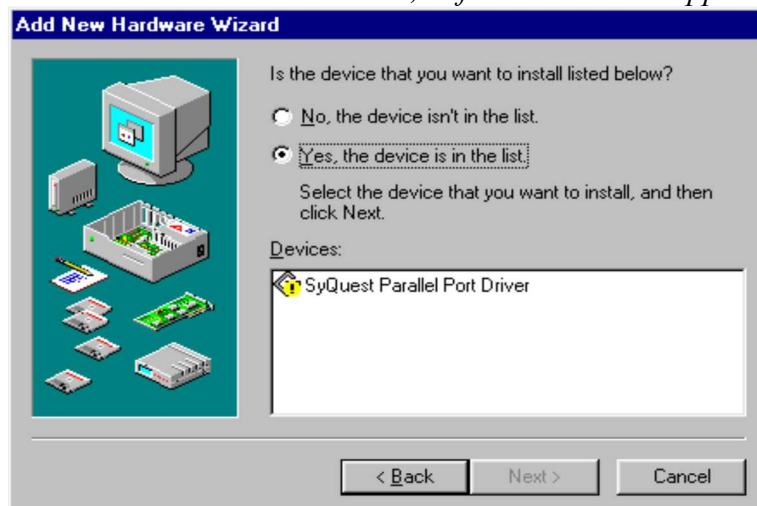 Add New Hardware Wizard
Is the device that you want to install listed below?
No, the device isn't in the list.
Yes, the device is in the list.
Select the device that you want to install, and then
click Next.
Devices:
SyQuest Parallel Port Driver
< Back
Next >
Cancel